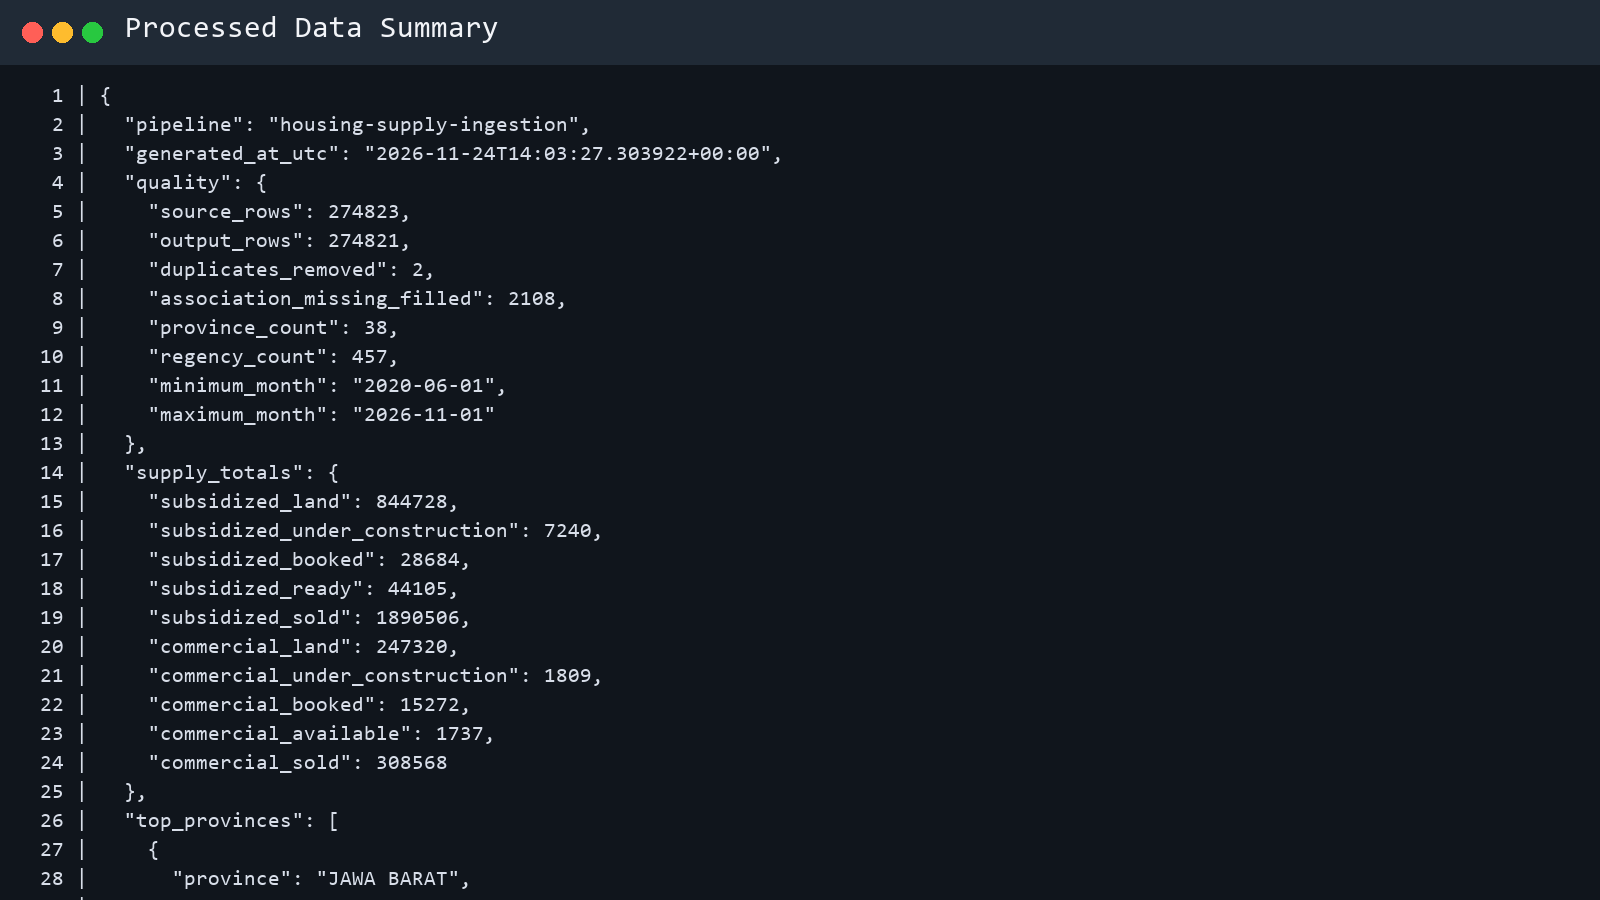 Processed Data Summary
1 | {
2 |   "pipeline": "housing-supply-ingestion",
3 |   "generated_at_utc": "2026-11-24T14:03:27.303922+00:00",
4 |   "quality": {
5 |     "source_rows": 274823,
6 |     "output_rows": 274821,
7 |     "duplicates_removed": 2,
8 |     "association_missing_filled": 2108,
9 |     "province_count": 38,
10 |     "regency_count": 457,
11 |     "minimum_month": "2020-06-01",
12 |     "maximum_month": "2026-11-01"
13 |   },
14 |   "supply_totals": {
15 |     "subsidized_land": 844728,
16 |     "subsidized_under_construction": 7240,
17 |     "subsidized_booked": 28684,
18 |     "subsidized_ready": 44105,
19 |     "subsidized_sold": 1890506,
20 |     "commercial_land": 247320,
21 |     "commercial_under_construction": 1809,
22 |     "commercial_booked": 15272,
23 |     "commercial_available": 1737,
24 |     "commercial_sold": 308568
25 |   },
26 |   "top_provinces": [
27 |     {
28 |       "province": "JAWA BARAT",